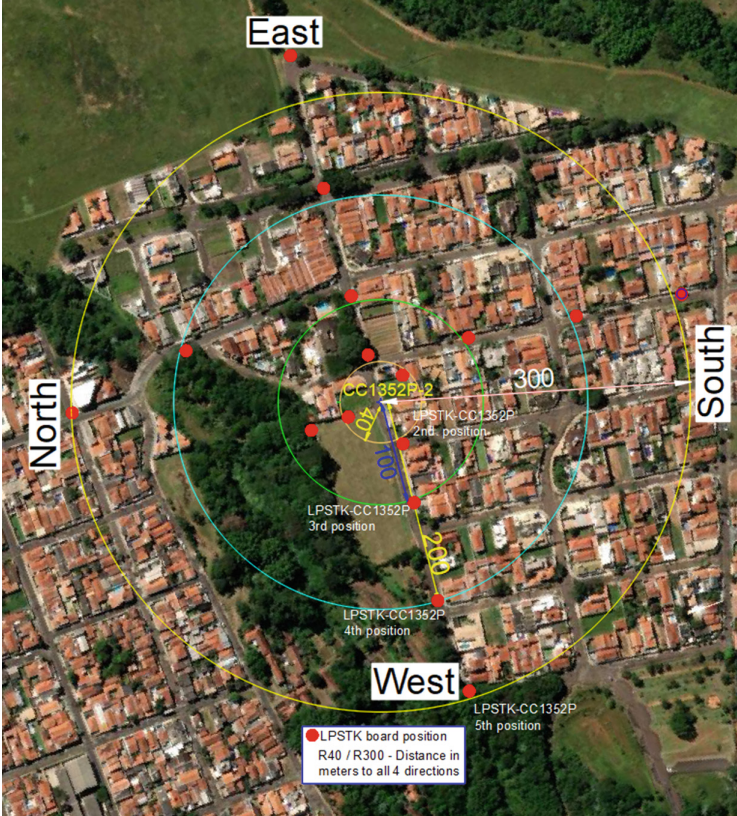 East
CC1352P-2
300
South
North
40
LPSTK-CC1352P
2nd. position
100
LPSTK-CC1352P
3rd position
200
LPSTK-CC1352P
4th position
West
LPSTK-CC1352P
5th position
LPSTK board position
R40 / R300 - Distance in
meters to all 4 directions